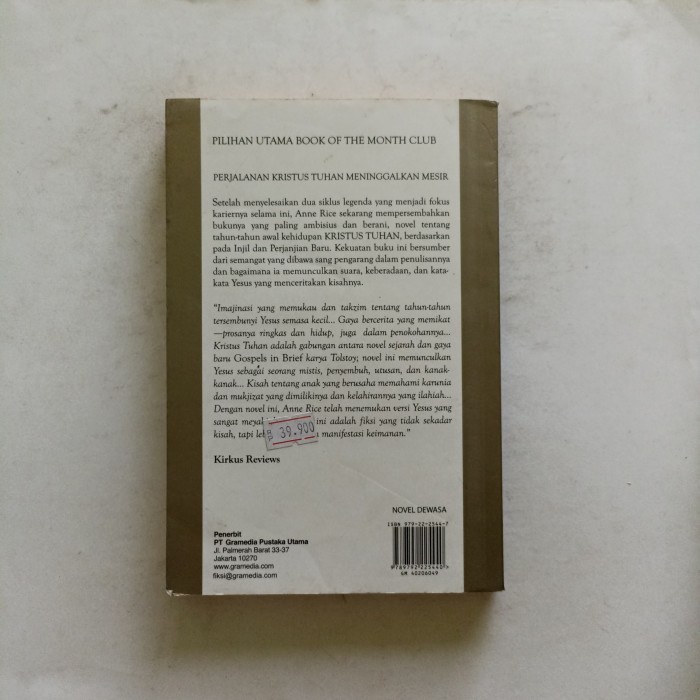 PILIHAN UTAMA BOOK OF THE MONTH CLUB
PERJALANAN KRISTUS TUHAN MENINGGALKAN MESIR
Setelah menyelesaikan dua siklus legenda yang menjadi fokus
kariernya selama ini, Anne Rice sekarang mempersembahkan
bukunya yang paling ambisius dan berani, novel tentang
tahun-tahun awal kehidupan KRISTUS TUHAN, berdasarkan
pada Injil dan Perjanjian Baru. Kekuatan buku ini bersumber
dari semangat yang dibawa sang pengarang dalam penulisannya
dan bagaimana ia memunculkan suara, keberadaan, dan kata-
kata Yesus yang menceritakan kisahnya.
"Imajinasi yang memukau dan takzim tentang tahun-tahun
tersembunyi Yesus semasa kecil... Gaya bercerita yang memikat
—prosanya ringkas dan hidup, juga dalam penokohannya...
Kristus Tuhan adalah gabungan antara novel sejarah dan gaya
baru Gospels in Brief karya Tolstoy; novel ini memunculkan
Yesus sebagai seorang mistis, penyembuh, utusan, dan kanak-
kanak... Kisah tentang anak yang berusaha memahami karunia
dan mukjizat yang dimilikinya dan kelahirannya yang ilahiah...
Dengan novel ini, Anne Rice telah menemukan versi Yesus yang
sangat ini adalah fiksi yang tidak sekadar
kisah, tapi manifestasi keimanan."
Rp 39.900
Kirkus Reviews
NOVEL DEWASA
ISBN 979-22-2544-7
Penerbit
PT Gramedia Pustaka Utama
Jl. Palmerah Barat 33-37
Jakarta 10270
www.gramedia.com
fiksi@gramedia.com
9789792225440
GM 40206049